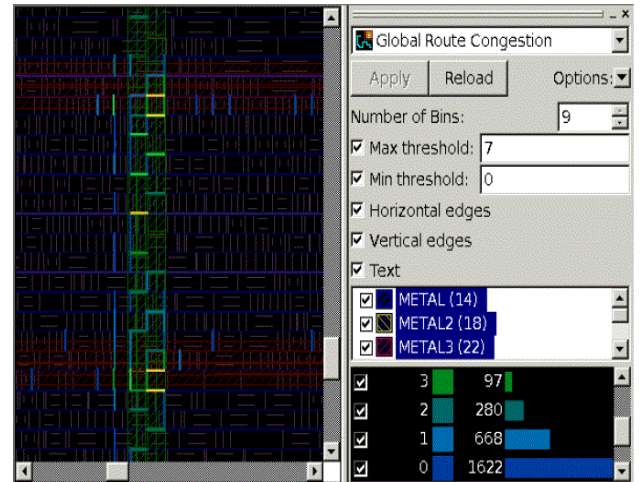 Global Route Congestion
Apply Reload Options:
Number of Bins: 9
Max threshold: 7
Min threshold: 0
Horizontal edges
Vertical edges
Text
METAL (14)
METAL2 (18)
METAL3 (22)
3 97
2 280
1 668
0 1622